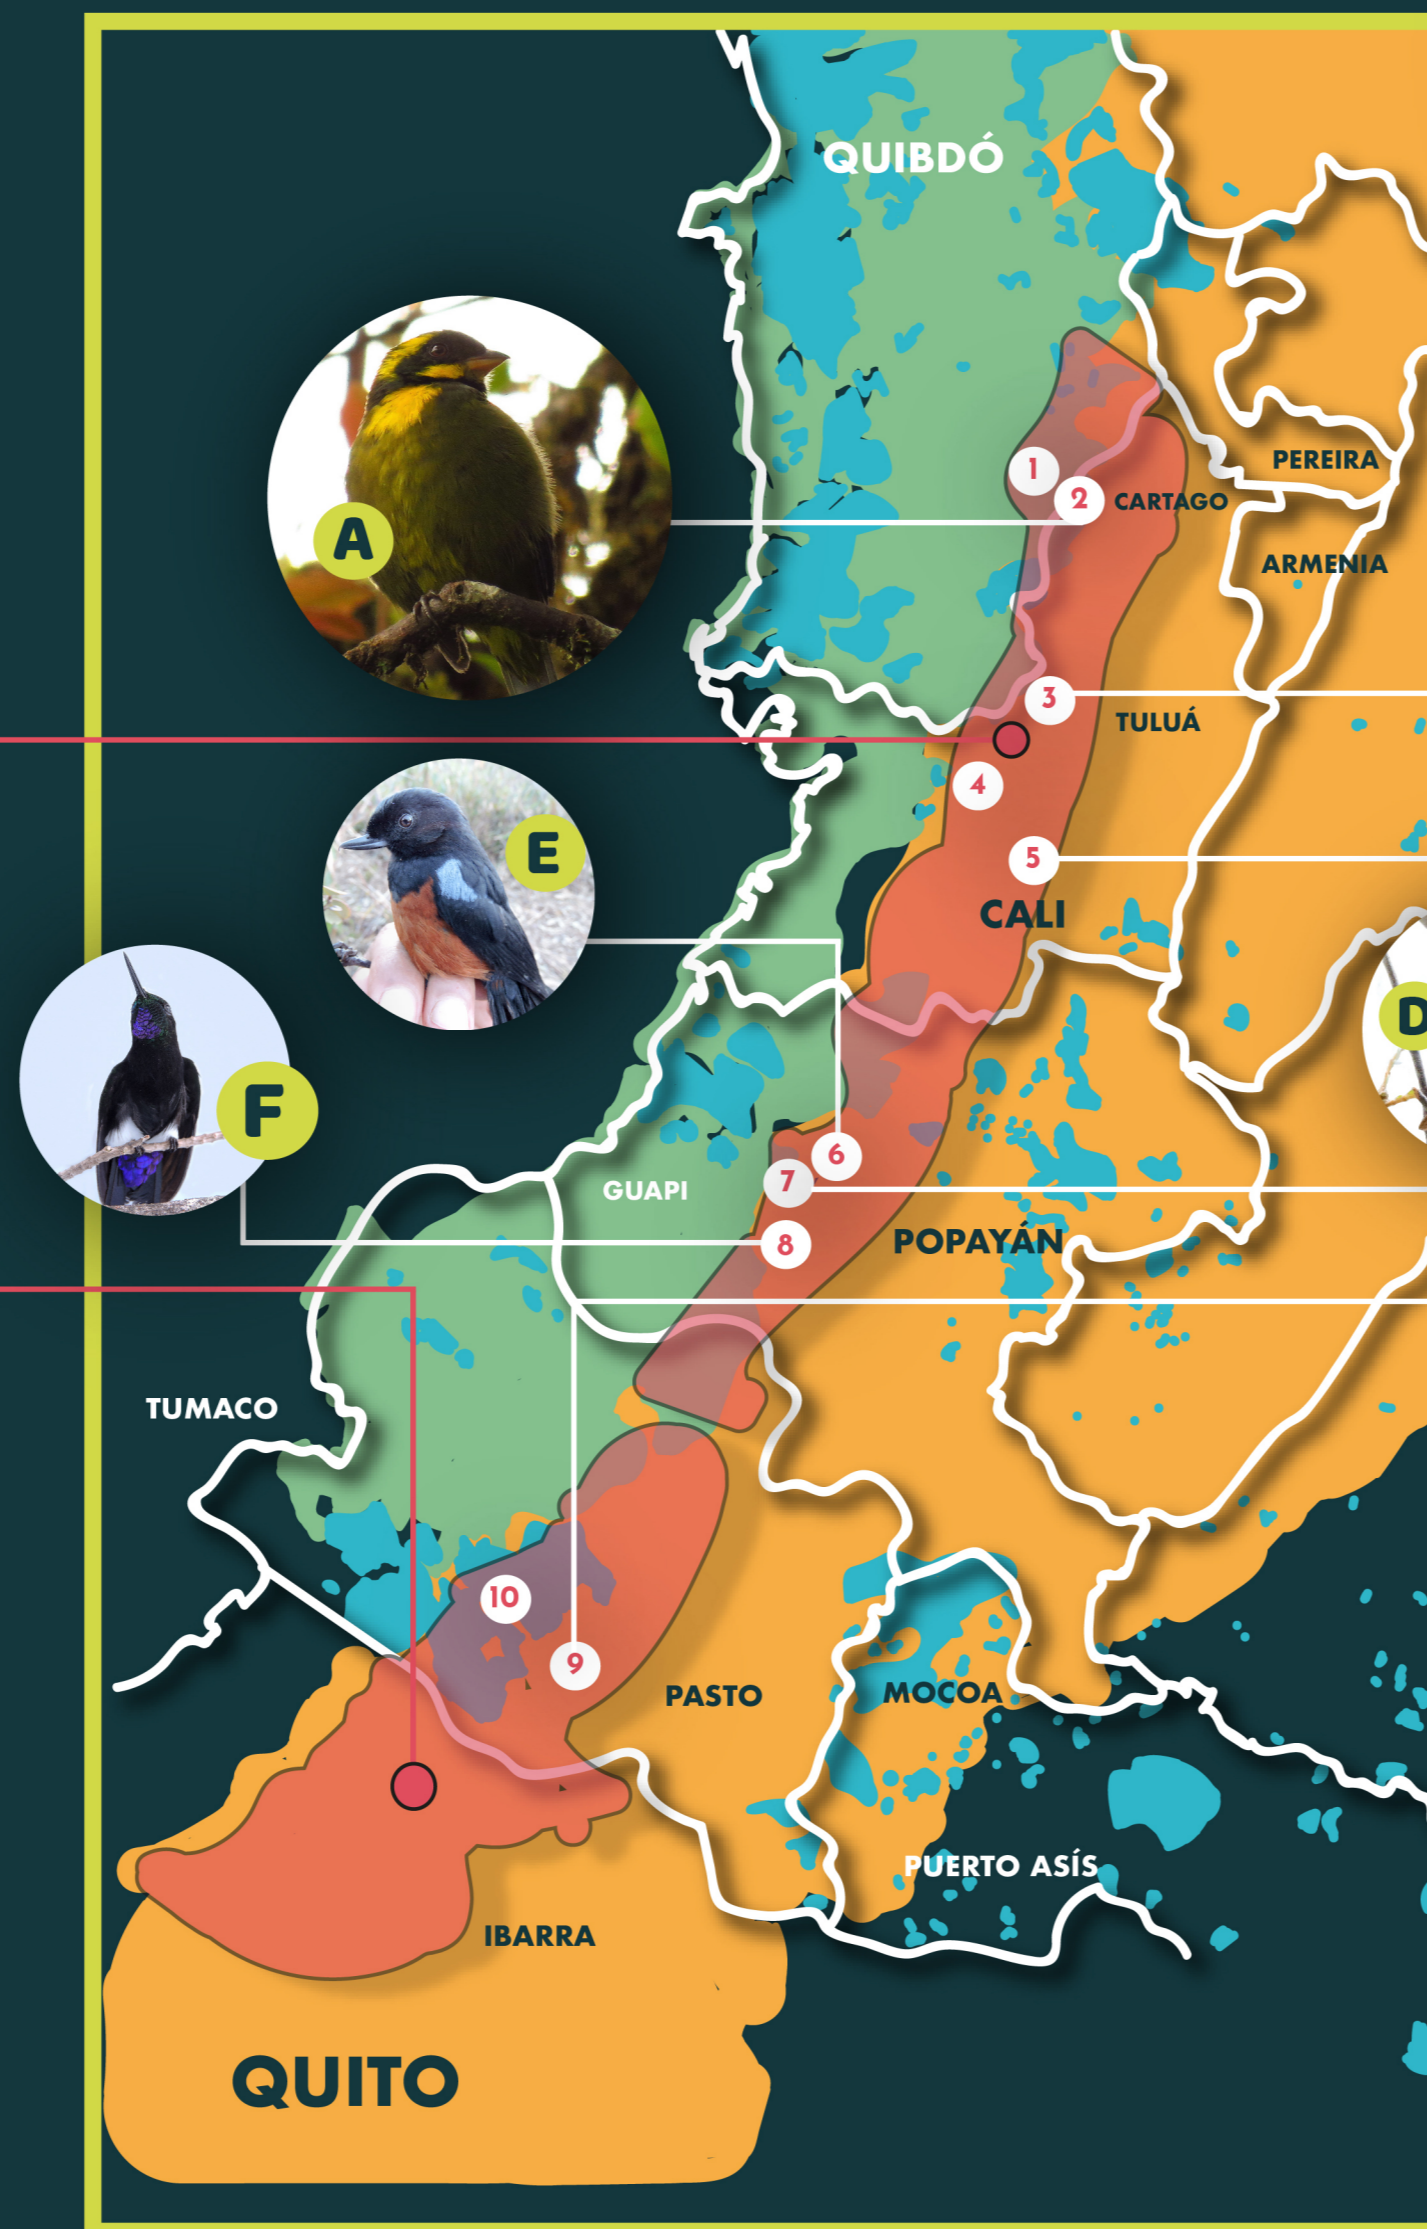 QUIBDÓ
A
1
2
PEREIRA
CARTAGO
ARMENIA
3
TULUÁ
4
E
5
CALI
D
F
6
7
GUAPI
8
POPAYÁN
TUMACO
10
9
PASTO
MOCOA
PUERTO ASÍS
IBARRA
QUITO